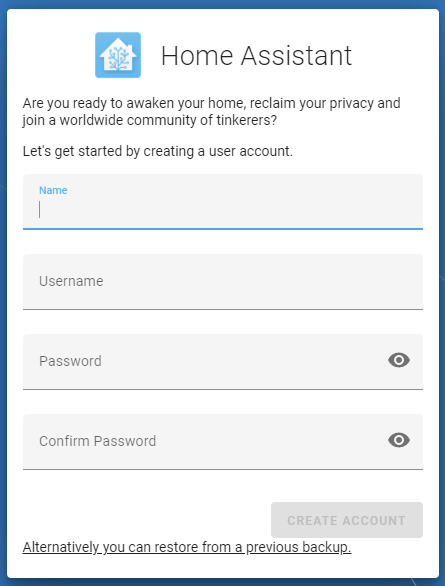 Home Assistant
Are you ready to awaken your home, reclaim your privacy and
join a worldwide community of tinkerers?
Let's get started by creating a user account.
Name
Username
Password
Confirm Password
CREATE ACCOUNT
Alternatively you can restore from a previous backup.